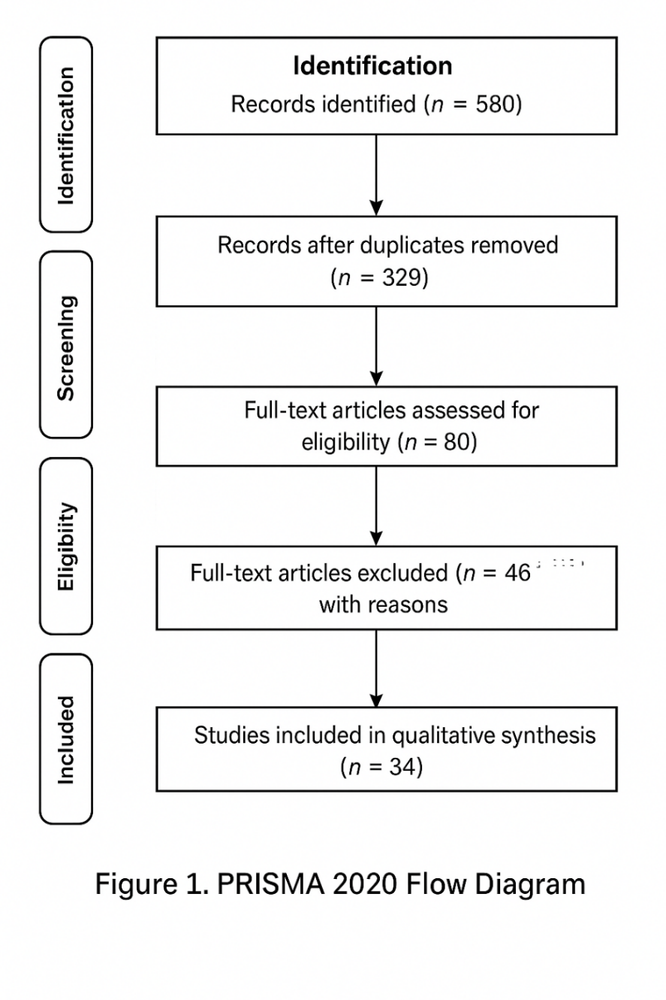 Identification
Identification
Records identified (n = 580)
Records after duplicates removed
(n = 329)
Screening
Full-text articles assessed for
eligibility (n = 80)
Eligibiity
Full-text articles excluded (n = 46
with reasons
Included
Studies included in qualitative synthesis
(n = 34)
Figure 1. PRISMA 2020 Flow Diagram